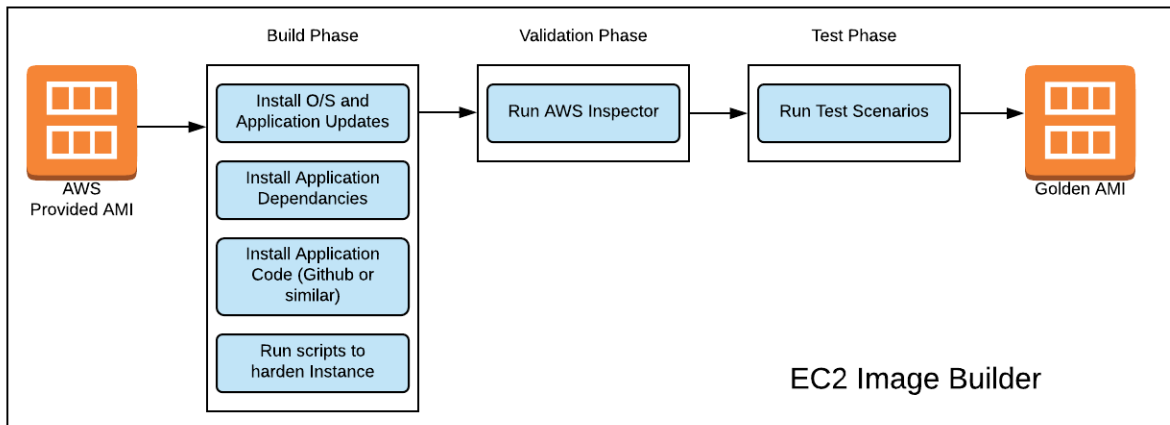 Build Phase
Validation Phase
Test Phase
Install O/S and
Application Updates
Install Application
Dependancies
Install Application
Code (Github or
similar)
Run scripts to
harden Instance
Run AWS Inspector
Run Test Scenarios
AWS
Provided AMI
Golden AMI
EC2 Image Builder